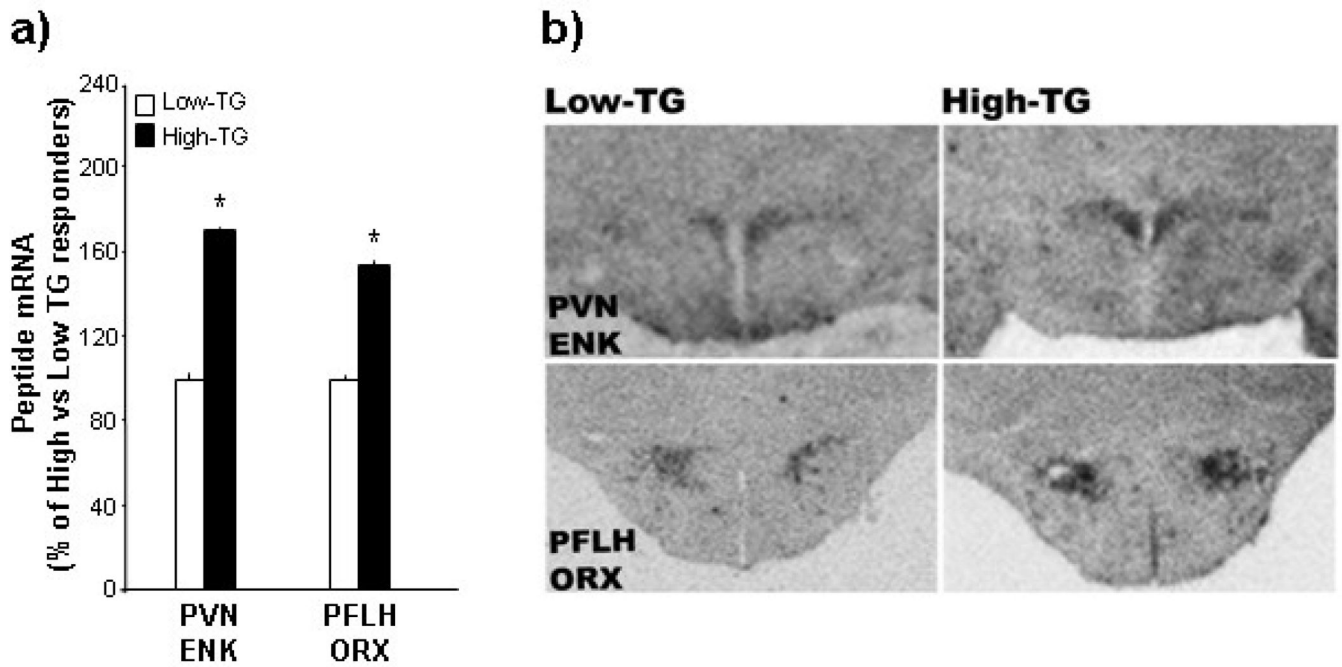 a)
Peptide mRNA
(% of High vs Low TG responders)
240
200
160
120
80
40
0
Low-TG
High-TG
*
*
PVN
ENK
PFLH
ORX
b)
Low-TG
High-TG
PVN
ENK
PFLH
ORX